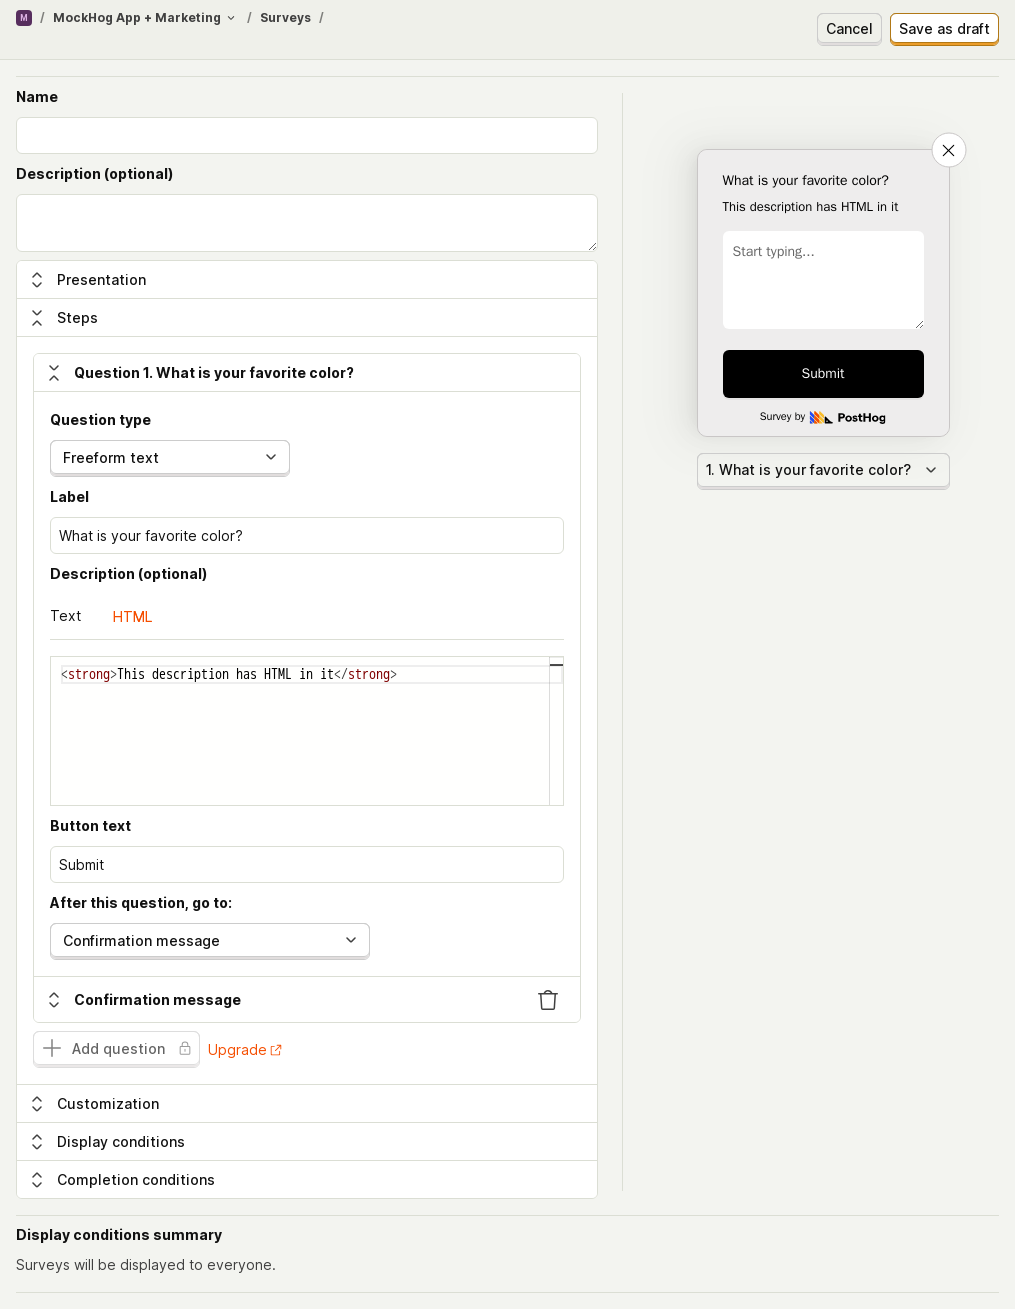 M / MockHog App + Marketing / Surveys /
Cancel
Save as draft
Name
Description (optional)
Presentation
Steps
Question 1. What is your favorite color?
Question type
Freeform text
Label
What is your favorite color?
Description (optional)
Text HTML
<strong>This description has HTML in it</strong>
Button text
Submit
After this question, go to:
Confirmation message
Confirmation message
Add question Upgrade
Customization
Display conditions
Completion conditions
What is your favorite color?
This description has HTML in it
Start typing...
Submit
Survey by PostHog
1. What is your favorite color?
Display conditions summary
Surveys will be displayed to everyone.